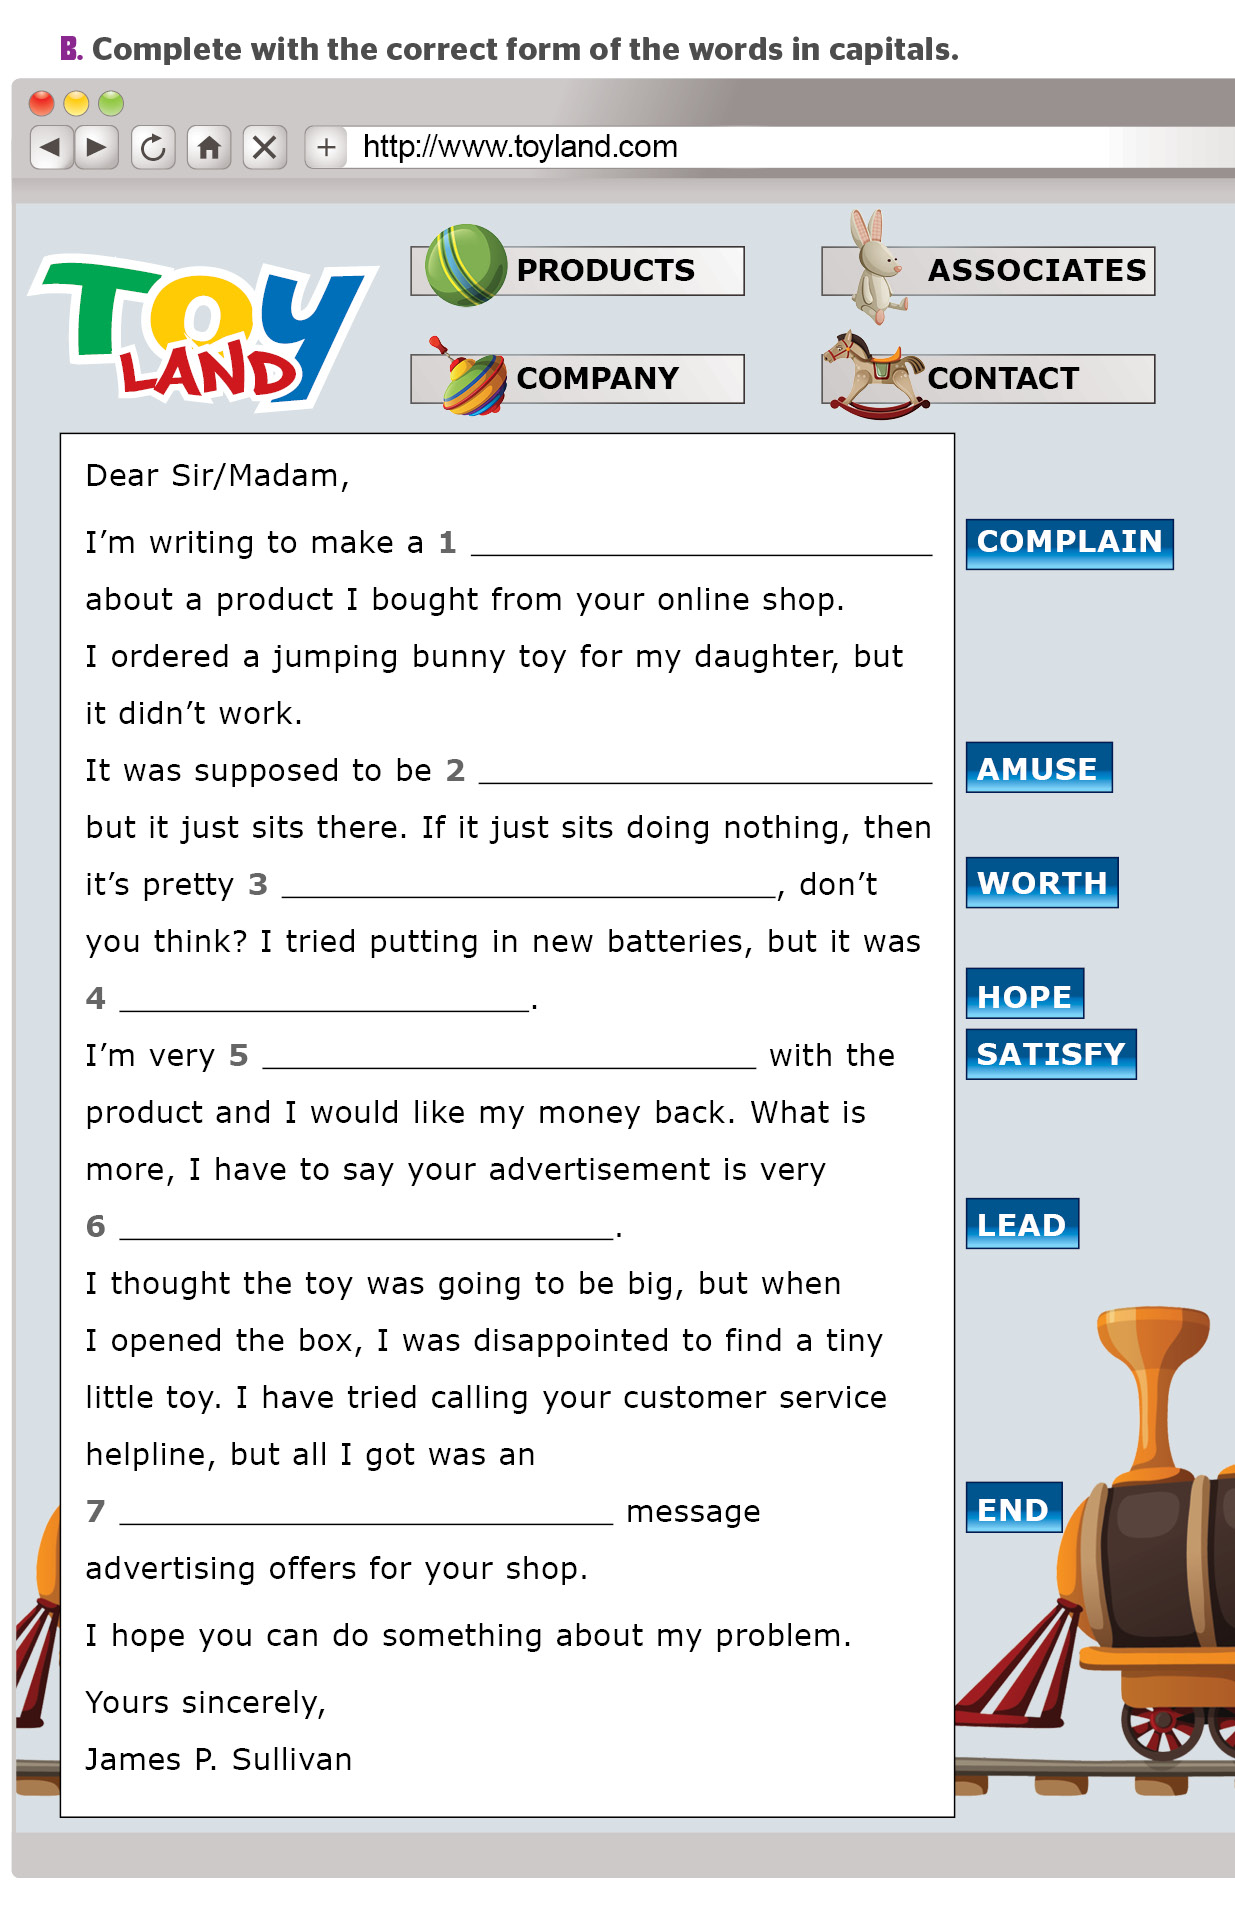 B. Complete with the correct form of the words in capitals.
http://www.toyland.com
TOY
LAND
PRODUCTS
ASSOCIATES
COMPANY
CONTACT
Dear Sir/Madam,
I'm writing to make a 1 ______________________________ COMPLAIN
about a product I bought from your online shop.
I ordered a jumping bunny toy for my daughter, but
it didn't work.
It was supposed to be 2 ______________________________ AMUSE
but it just sits there. If it just sits doing nothing, then
it's pretty 3 ______________________________, don't WORTH
you think? I tried putting in new batteries, but it was
4 ______________________________. HOPE
I'm very 5 ______________________________ with the SATISFY
product and I would like my money back. What is
more, I have to say your advertisement is very
6 ______________________________. LEAD
I thought the toy was going to be big, but when
I opened the box, I was disappointed to find a tiny
little toy. I have tried calling your customer service
helpline, but all I got was an
7 ______________________________ message END
advertising offers for your shop.
I hope you can do something about my problem.
Yours sincerely,
James P. Sullivan